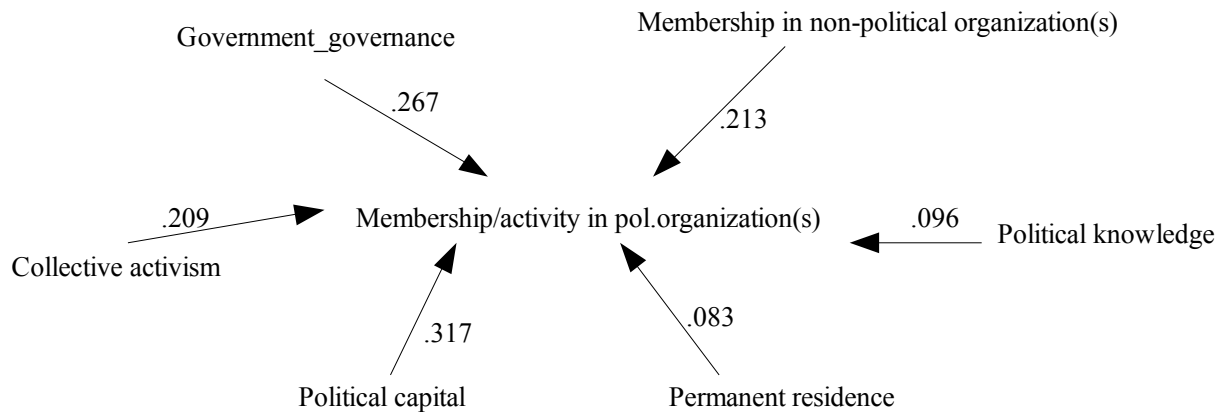 Membership in non-political organization(s)
Government_governance
.267
.213
.209
Membership/activity in pol.organization(s)
.096
Political knowledge
Collective activism
.317
.083
Political capital
Permanent residence